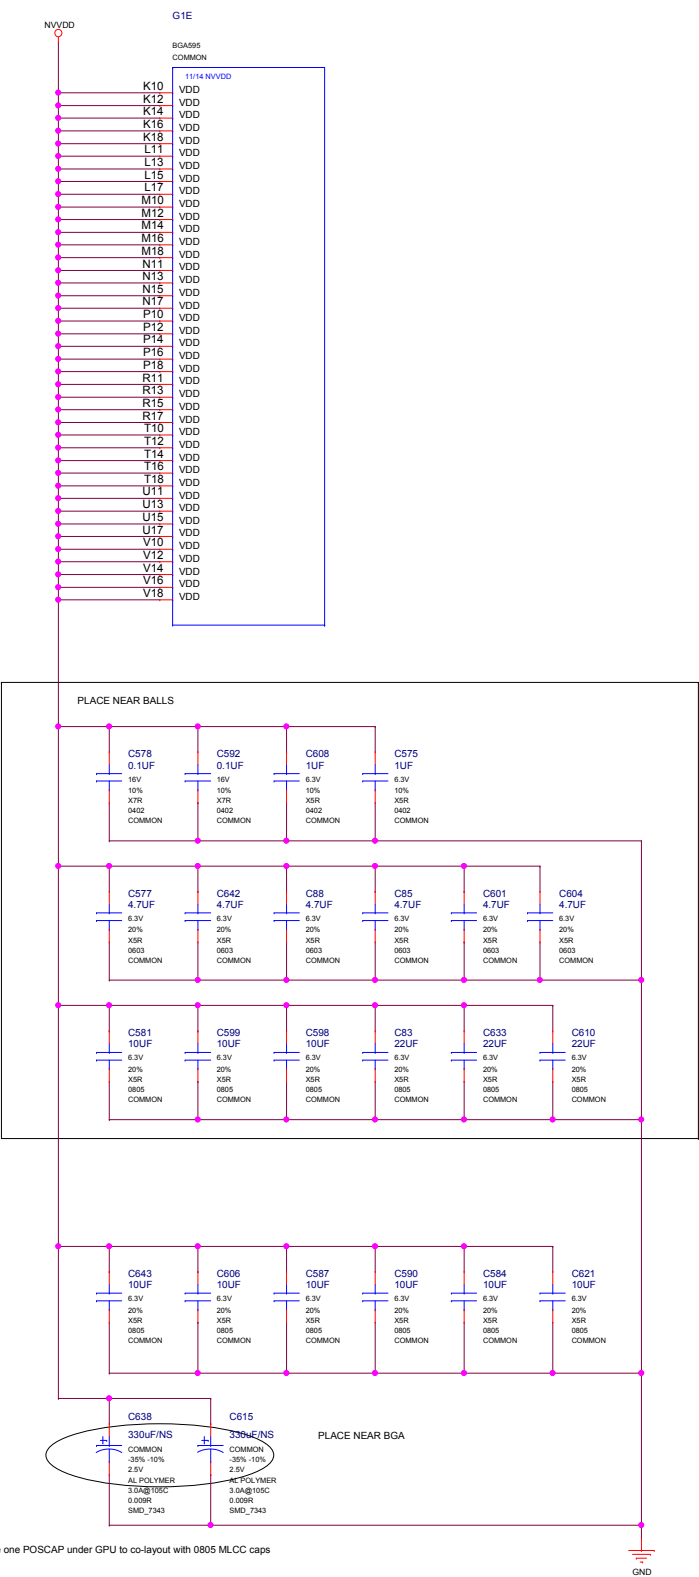 G1E
NVVDD
BGA595
COMMON
11/14 NVVDD
K10 VDD
K12 VDD
K14 VDD
K16 VDD
K18 VDD
L11 VDD
L13 VDD
L15 VDD
L17 VDD
M10 VDD
M12 VDD
M14 VDD
M16 VDD
M18 VDD
N11 VDD
N13 VDD
N15 VDD
N17 VDD
P10 VDD
P12 VDD
P14 VDD
P16 VDD
P18 VDD
R11 VDD
R13 VDD
R15 VDD
R17 VDD
T10 VDD
T12 VDD
T14 VDD
T16 VDD
T18 VDD
U11 VDD
U13 VDD
U15 VDD
U17 VDD
V10 VDD
V12 VDD
V14 VDD
V16 VDD
V18 VDD
PLACE NEAR BALLS
C578 C592 C608 C575
0.1UF 0.1UF 1UF 1UF
16V 16V 6.3V 6.3V
10% 10% 10% 10%
X7R X7R X5R X5R
0402 0402 0402 0402
COMMON COMMON COMMON COMMON
C577 C642 C88 C85 C601 C604
4.7UF 4.7UF 4.7UF 4.7UF 4.7UF 4.7UF
6.3V 6.3V 6.3V 6.3V 6.3V 6.3V
20% 20% 20% 20% 20% 20%
X5R X5R X5R X5R X5R X5R
0603 0603 0603 0603 0603 0603
COMMON COMMON COMMON COMMON COMMON COMMON
C581 C599 C598 C83 C633 C610
10UF 10UF 10UF 22UF 22UF 22UF
6.3V 6.3V 6.3V 6.3V 6.3V 6.3V
20% 20% 20% 20% 20% 20%
X5R X5R X5R X5R X5R X5R
0805 0805 0805 0805 0805 0805
COMMON COMMON COMMON COMMON COMMON COMMON
C643 C606 C587 C590 C584 C621
10UF 10UF 10UF 10UF 10UF 10UF
6.3V 6.3V 6.3V 6.3V 6.3V 6.3V
20% 20% 20% 20% 20% 20%
X5R X5R X5R X5R X5R X5R
0805 0805 0805 0805 0805 0805
COMMON COMMON COMMON COMMON COMMON COMMON
C638 C615
330uF/NS 330uF/NS PLACE NEAR BGA
COMMON COMMON
-35% -10% -35% -10%
2.5V 2.5V
AL POLYMER AL POLYMER
3.0A@105C 3.0A@105C
0.009R 0.009R
SMD_7343 SMD_7343
one POSCAP under GPU to co-layout with 0805 MLCC caps
GND